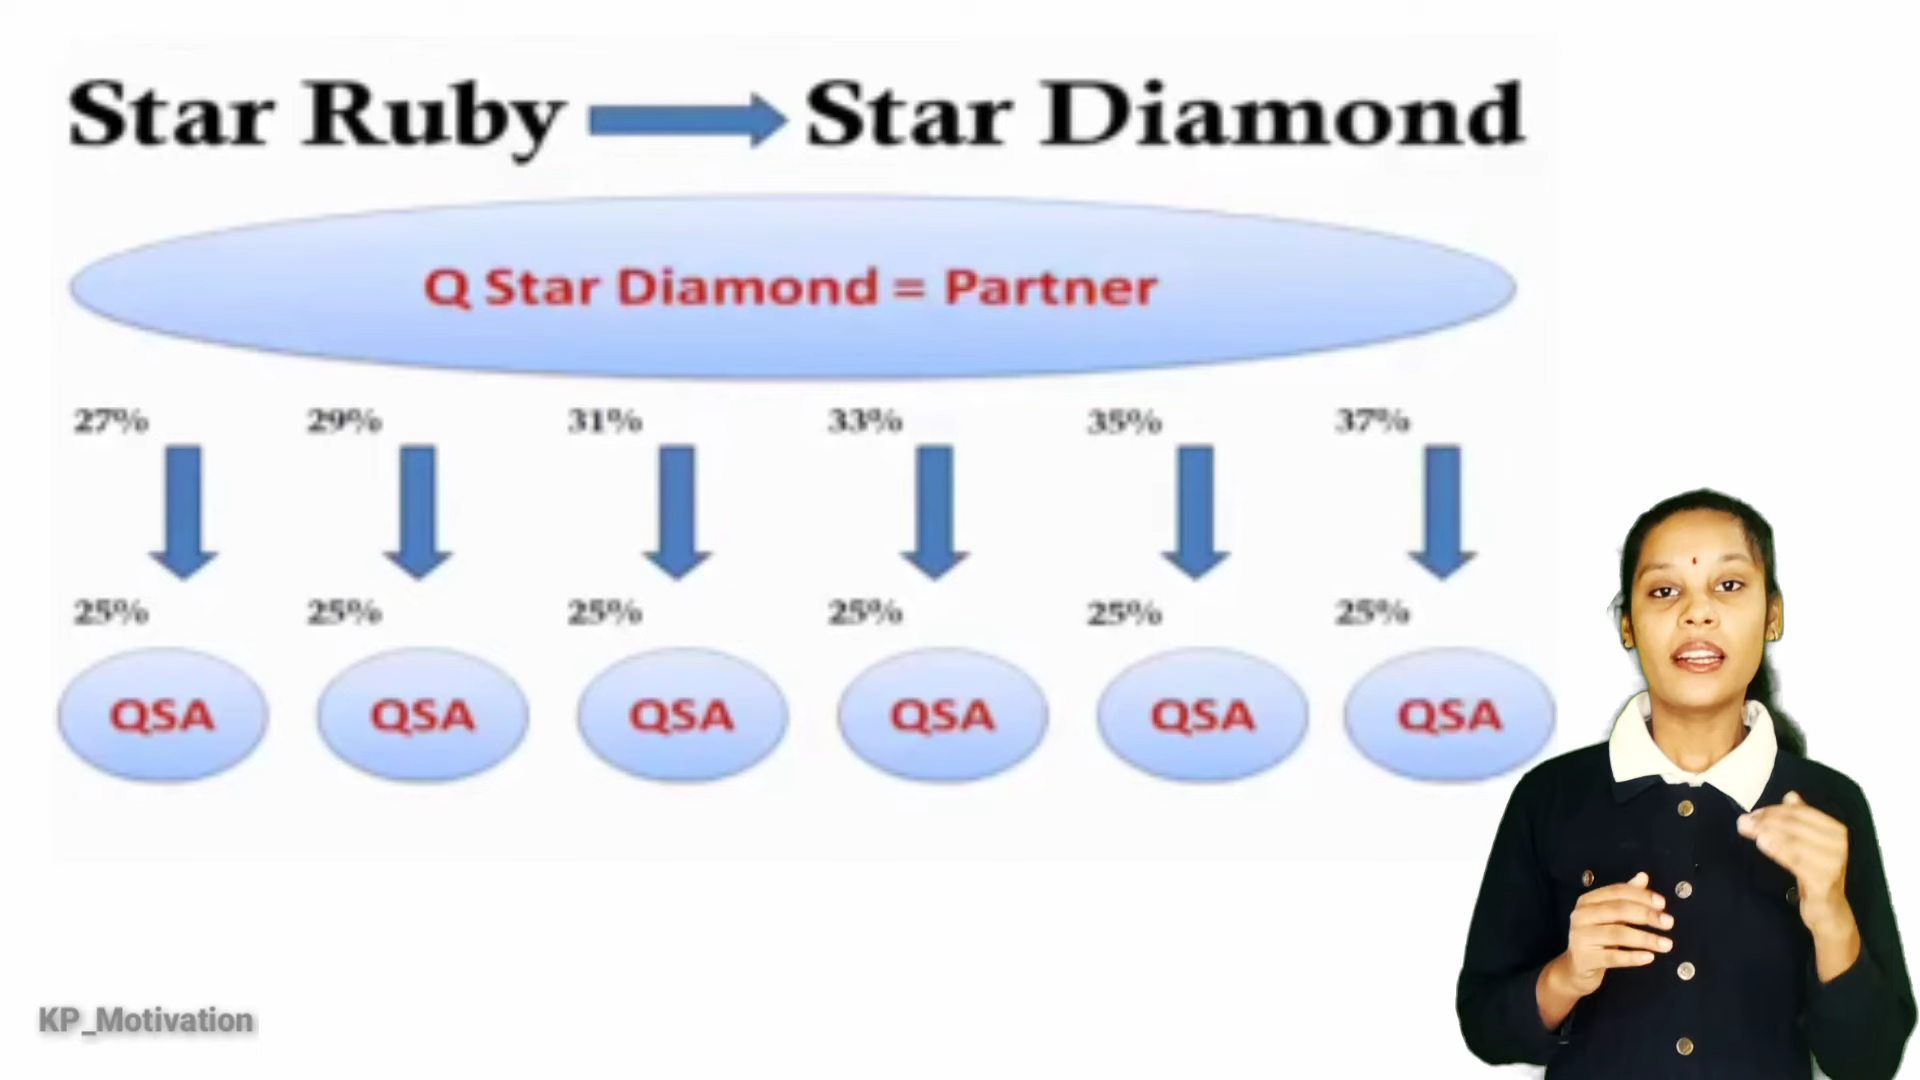 Star Ruby Star Diamond
Q Star Diamond = Partner
27% 29% 31% 33% 35% 37%
25% 25% 25% 25% 25% 25%
QSA QSA QSA QSA QSA QSA
KP_Motivation